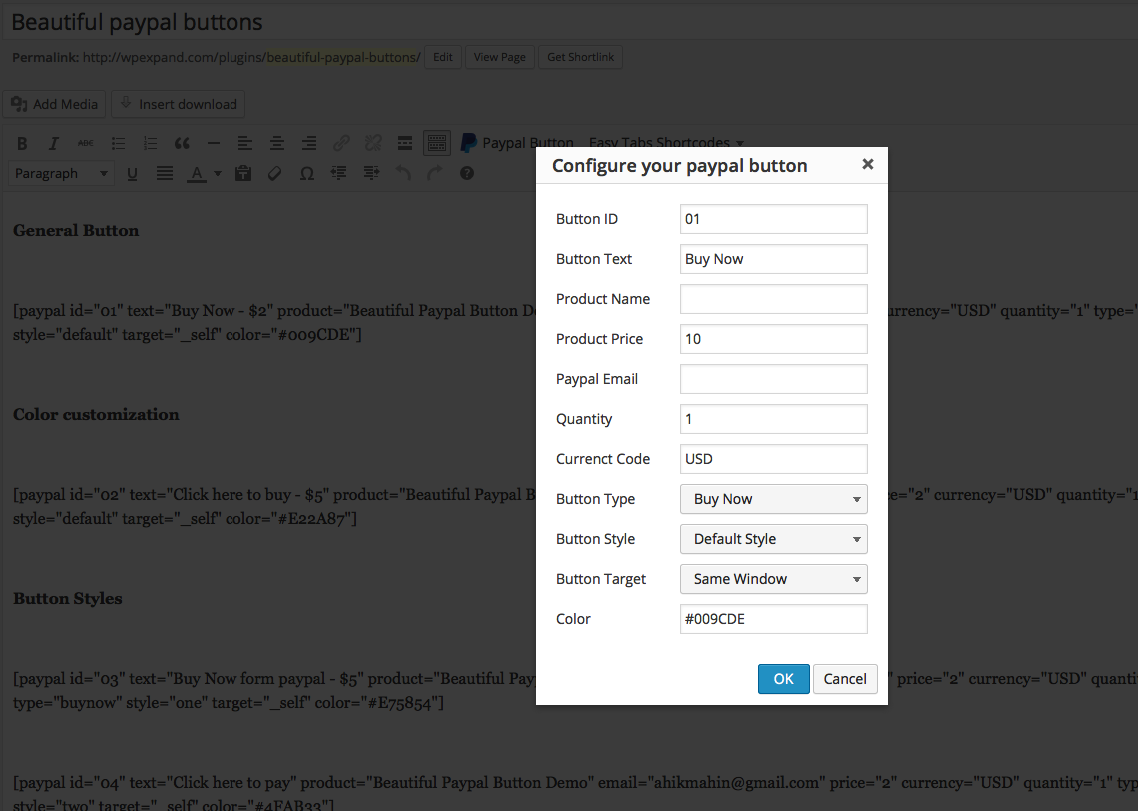 Beautiful paypal buttons
Permalink: http://wpexpand.com/plugins/beautiful-paypal-buttons/ Edit View Page Get Shortlink
Add Media Insert download
B I ABC Paypal Button Easy Tabs Shortcodes
Paragraph U A Ω ?
Configure your paypal button ×
General Button
Button ID 01
Button Text Buy Now
Product Name
[paypal id="01" text="Buy Now - $2" product="Beautiful Paypal Button De urrency="USD" quantity="1" type="
style="default" target="_self" color="#009CDE"]
Product Price 10
Paypal Email
Color customization
Quantity 1
Currenct Code USD
[paypal id="02" text="Click here to buy - $5" product="Beautiful Paypal B ce="2" currency="USD" quantity="1
style="default" target="_self" color="#E22A87"]
Button Type Buy Now
Button Style Default Style
Button Target Same Window
Button Styles
Color #009CDE
[paypal id="03" text="Buy Now form paypal - $5" product="Beautiful Pay price="2" currency="USD" quanti
type="buynow" style="one" target="_self" color="#E75854"]
OK Cancel
[paypal id="04" text="Click here to pay" product="Beautiful Paypal Button Demo" email="ahikmahin@gmail.com" price="2" currency="USD" quantity="1" typ
style="two" target="_self" color="#4FAB33"]